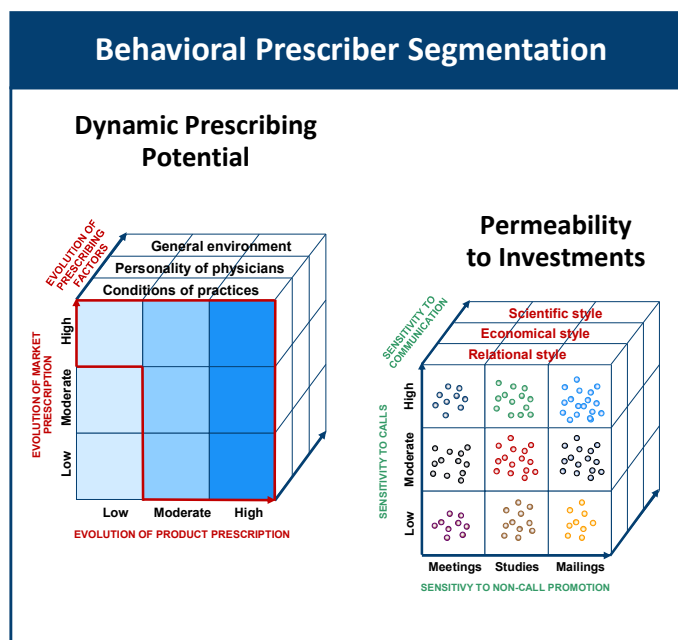 Behavioral Prescriber Segmentation
Dynamic Prescribing
Potential
EVOLUTION OF
PRESCRIBING
FACTORS
General environment
Personality of physicians
Conditions of practices
EVOLUTION OF MARKET
PRESCRIPTION
High
Moderate
Low
Low
Moderate
High
EVOLUTION OF PRODUCT PRESCRIPTION
Permeability
to Investments
SENSITIVITY TO
COMMUNICATION
Scientific style
Economical style
Relational style
SENSITIVITY TO CALLS
High
Moderate
Low
Meetings
Studies
Mailings
SENSITIVY TO NON-CALL PROMOTION